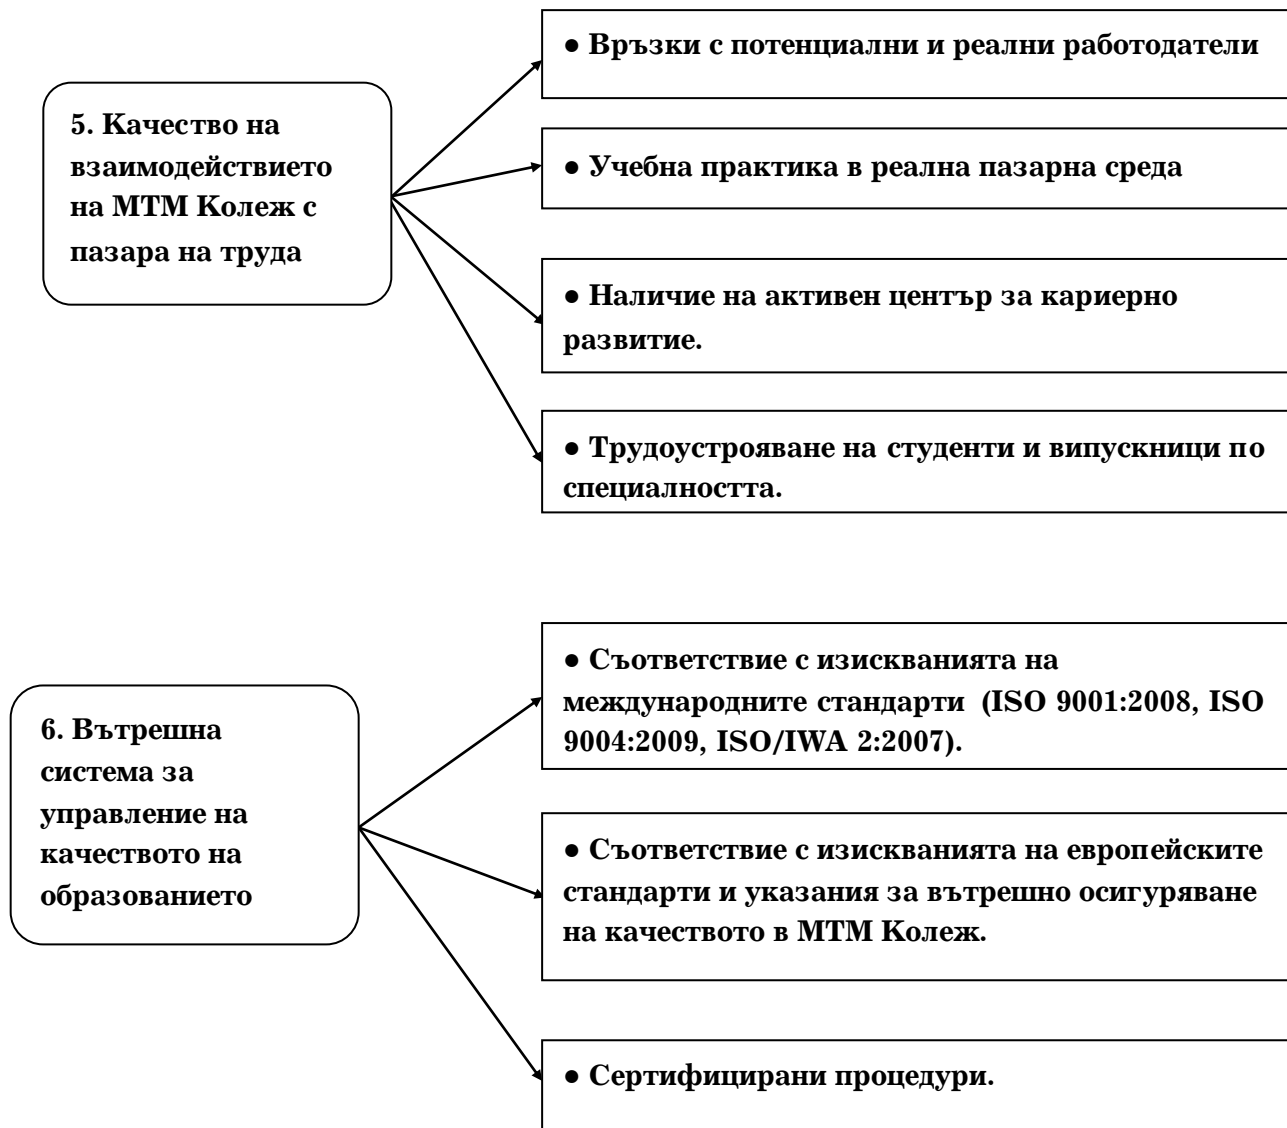 ● Връзки с потенциални и реални работодатели
5. Качество на
взаимодействието
на МТМ Колеж с
пазара на труда
● Учебна практика в реална пазарна среда
● Наличие на активен център за кариерно
развитие.
● Трудоустрояване на студенти и випускници по
специалността.
6. Вътрешна
система за
управление на
качеството на
образованието
● Съответствие с изискванията на
международните стандарти (ISO 9001:2008, ISO
9004:2009, ISO/IWA 2:2007).
● Съответствие с изискванията на европейските
стандарти и указания за вътрешно осигуряване
на качеството в МТМ Колеж.
● Сертифицирани процедури.